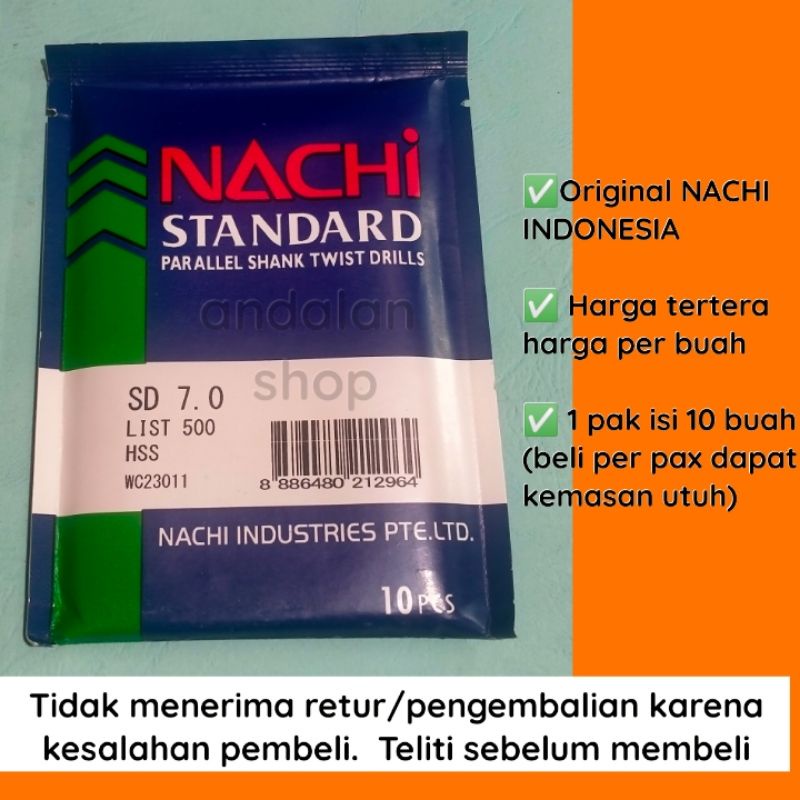 NACHi
STANDARD
PARALLEL SHANK TWIST DRILLS
andalan
shop
SD 7.0
LIST 500
HSS
WC23011
8 886480 212964
NACHI INDUSTRIES PTE.LTD.
10 PCS
✅Original NACHI
INDONESIA
✅ Harga tertera
harga per buah
✅ 1 pak isi 10 buah
(beli per pax dapat
kemasan utuh)
Tidak menerima retur/pengembalian karena
kesalahan pembeli. Teliti sebelum membeli